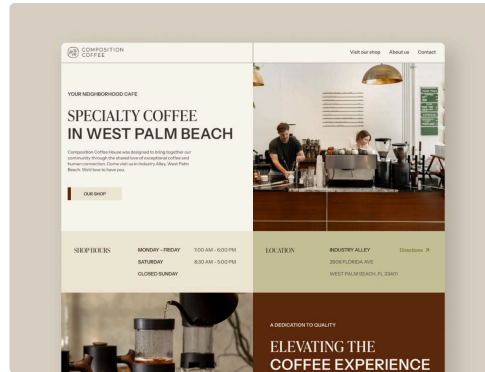 COMPOSITION
COFFEE
Visit our shop About us Contact
YOUR NEIGHBORHOOD CAFE
SPECIALTY COFFEE
IN WEST PALM BEACH
Composition Coffee House was designed to bring together our
community through the shared love of exceptional coffee and
human connection. Come visit us in Industry Alley, West Palm
Beach. We'd love to have you.
OUR SHOP
SHOP HOURS
MONDAY - FRIDAY 7:00 AM - 6:00 PM
SATURDAY 8:30 AM - 5:00 PM
CLOSED SUNDAY
LOCATION
INDUSTRY ALLEY Directions
2806 FLORIDA AVE
WEST PALM BEACH, FL 33401
A DEDICATION TO QUALITY
ELEVATING THE
COFFEE EXPERIENCE